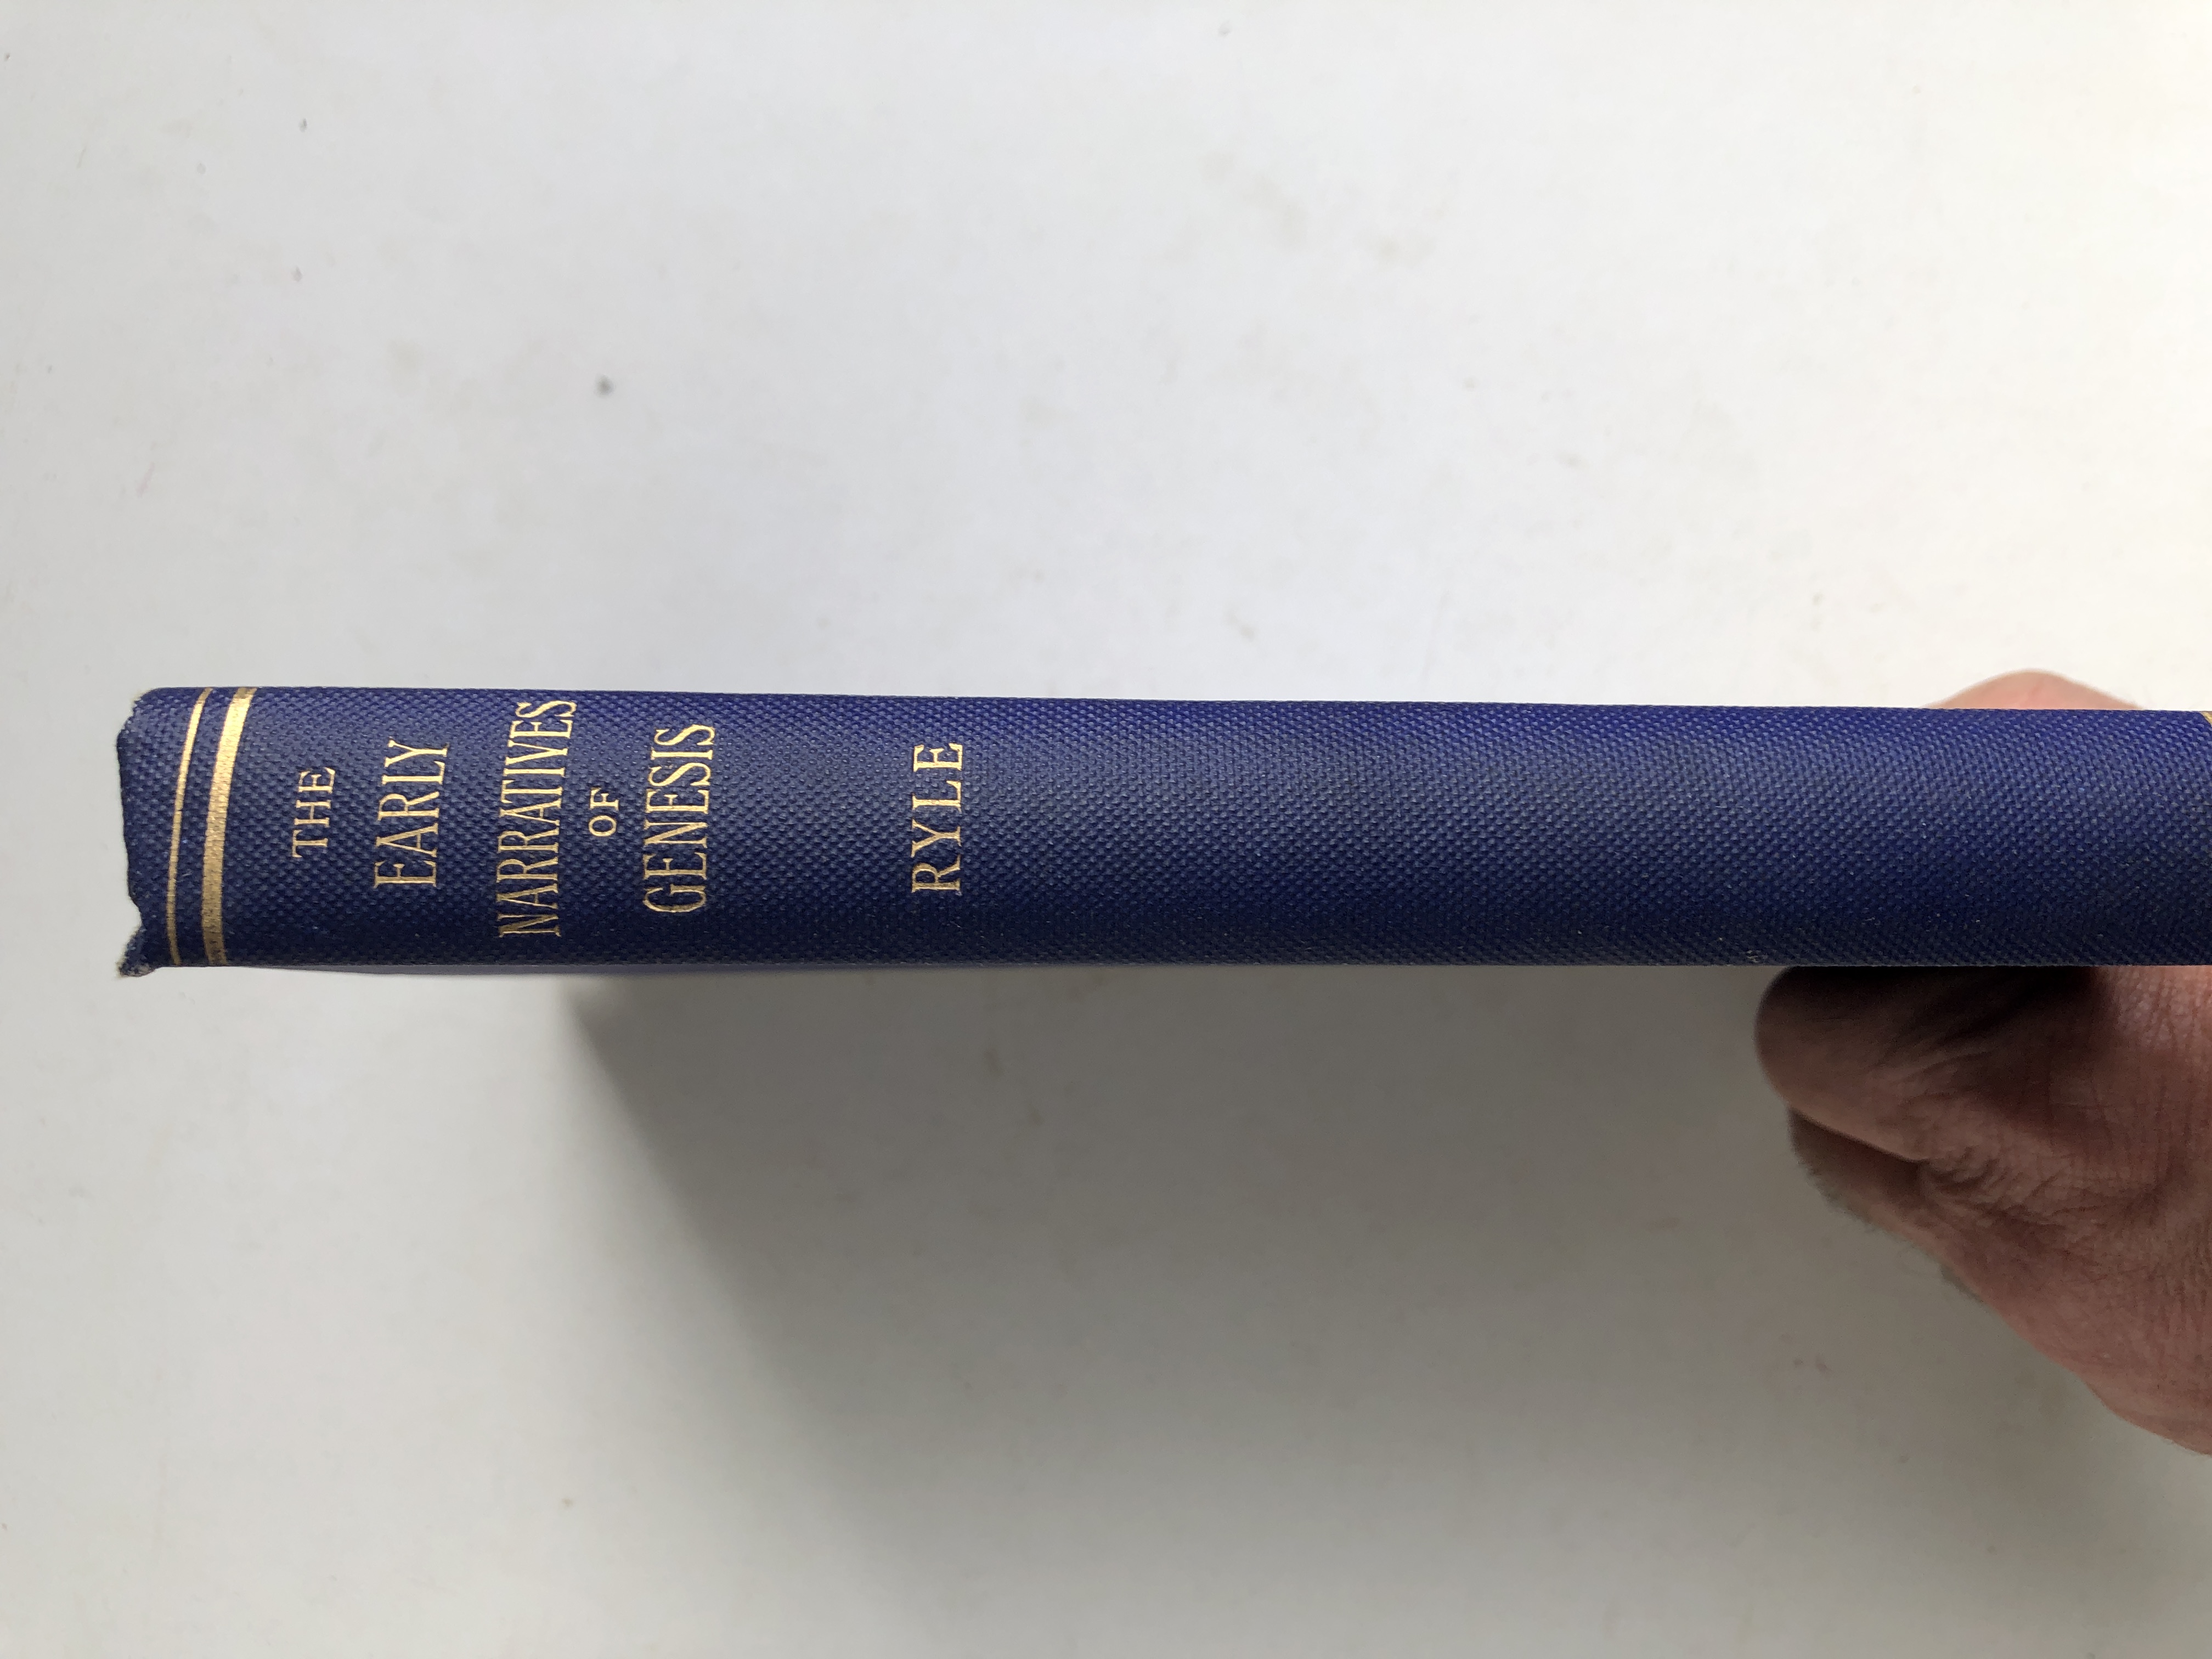 THE
EARLY
NARRATIVES
OF
GENESIS
RYLE